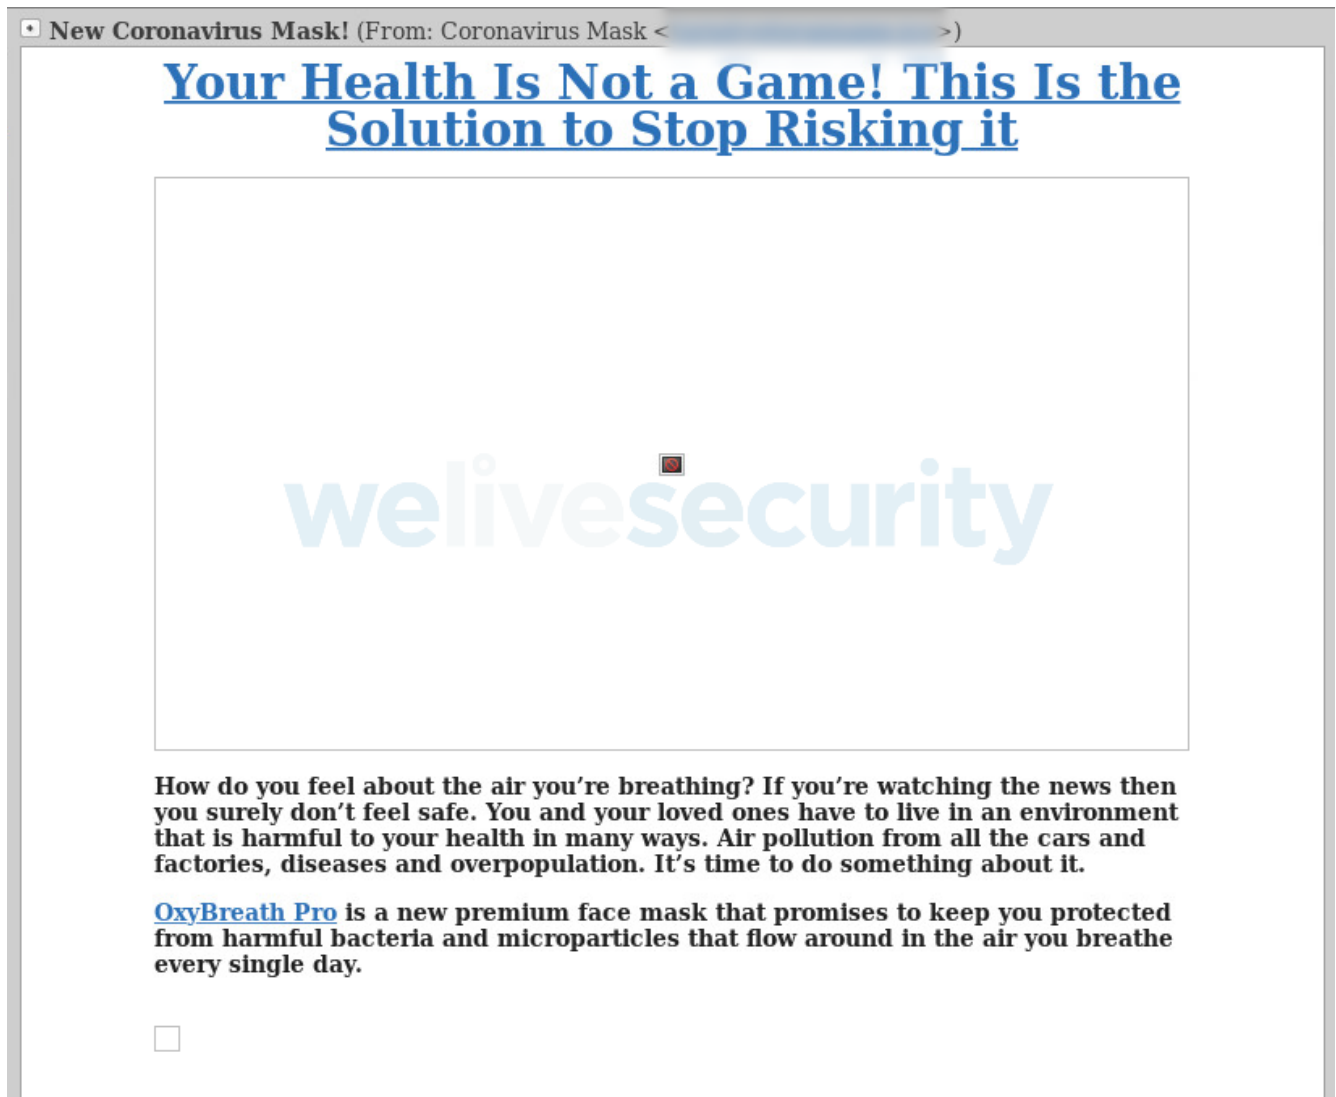 New Coronavirus Mask! (From: Coronavirus Mask < >)
Your Health Is Not a Game! This Is the
Solution to Stop Risking it
welivesecurity
How do you feel about the air you’re breathing? If you’re watching the news then
you surely don’t feel safe. You and your loved ones have to live in an environment
that is harmful to your health in many ways. Air pollution from all the cars and
factories, diseases and overpopulation. It’s time to do something about it.
OxyBreath Pro is a new premium face mask that promises to keep you protected
from harmful bacteria and microparticles that flow around in the air you breathe
every single day.